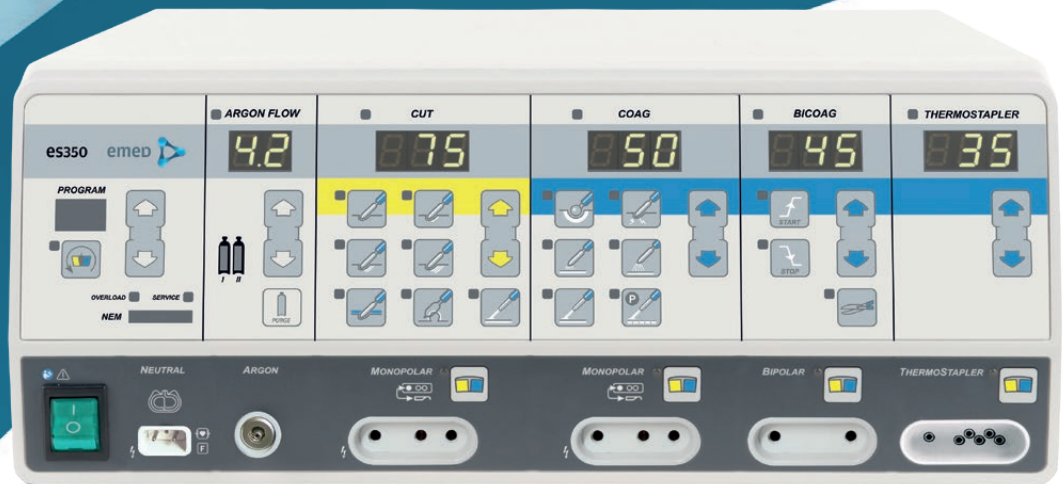 ARGON FLOW
CUT
COAG
BICOAG
THERMOSTAPLER
es350 emed
4.2
75
50
45
35
PROGRAM
START
STOP
I II
OVERLOAD
SERVICE
NEM
PURGE
P
NEUTRAL
ARGON
MONOPOLAR
MONOPOLAR
BIPOLAR
THERMOSTAPLER
I
O
F